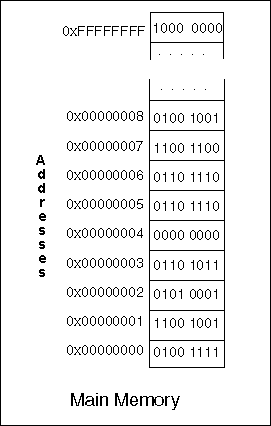 0xFFFFFFFF 1000 0000
. . . . .
. . . . .
0x00000008 0100 1001
0x00000007 1100 1100
0x00000006 0110 1110
0x00000005 0110 1110
0x00000004 0000 0000
0x00000003 0110 1011
0x00000002 0101 0001
0x00000001 1100 1001
0x00000000 0100 1111
Addresses
Main Memory